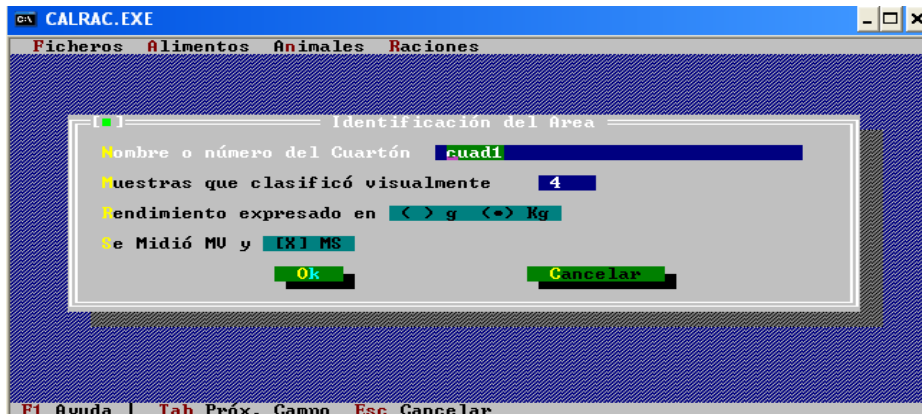 CALRAC.EXE
Ficheros Alimentos Animales Raciones
[■] Identificación del Area
Nombre o número del Cuartón cuad1
Muestras que clasificó visualmente 4
Rendimiento expresado en ( ) g (•) Kg
Se Midió MV y [X] MS
Ok Cancelar
F1 Ayuda | Tab Próx. Campo Esc Cancelar